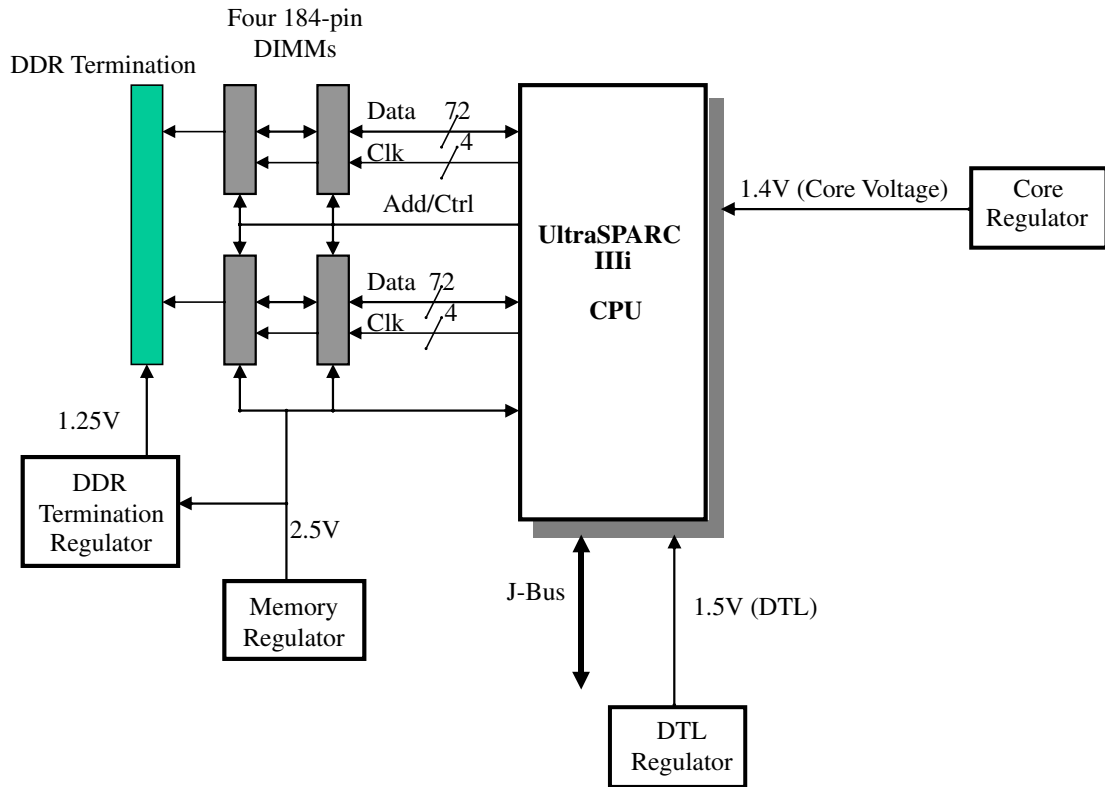 Four 184-pin
DIMMs
DDR Termination
Data
72
4
Clk
Add/Ctrl
1.4V (Core Voltage)
Core
Regulator
UltraSPARC
IIIi
CPU
Data
72
4
Clk
1.25V
DDR
Termination
Regulator
2.5V
Memory
Regulator
J-Bus
1.5V (DTL)
DTL
Regulator